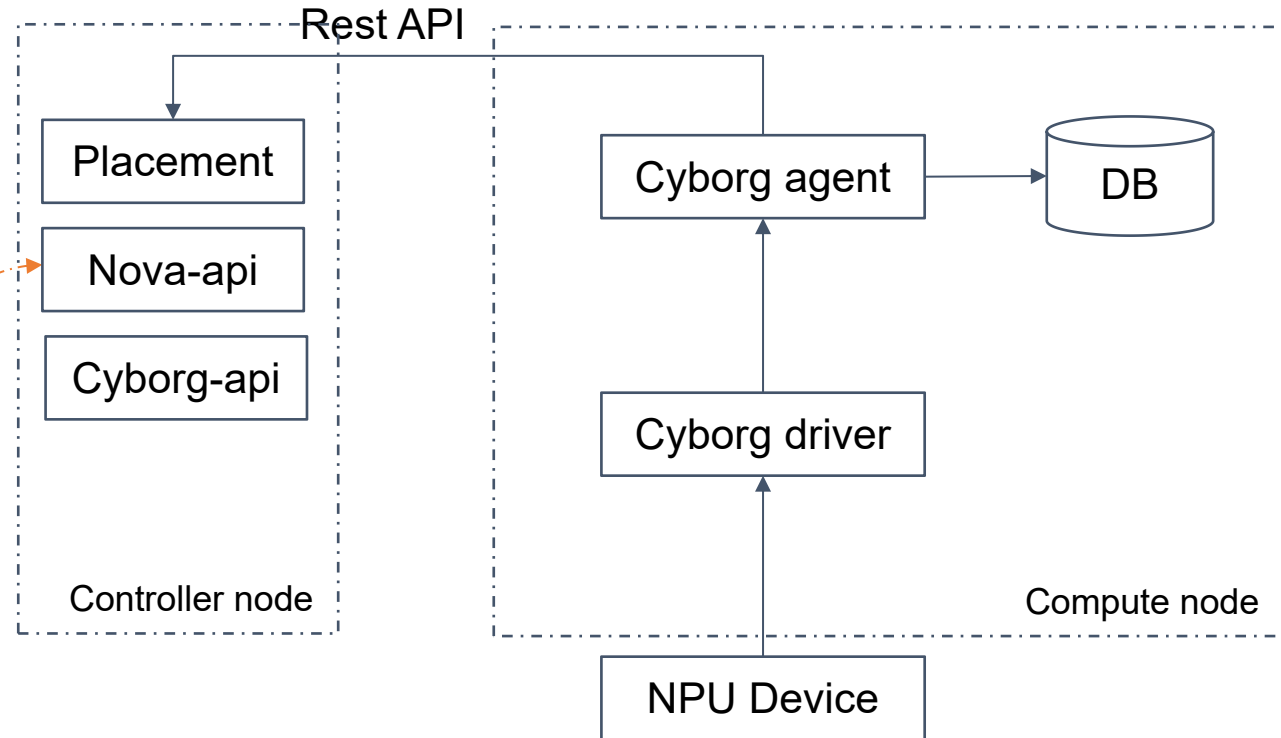 Rest API
Placement
Nova-api
Cyborg-api
Controller node
Cyborg agent
DB
Cyborg driver
Compute node
NPU Device